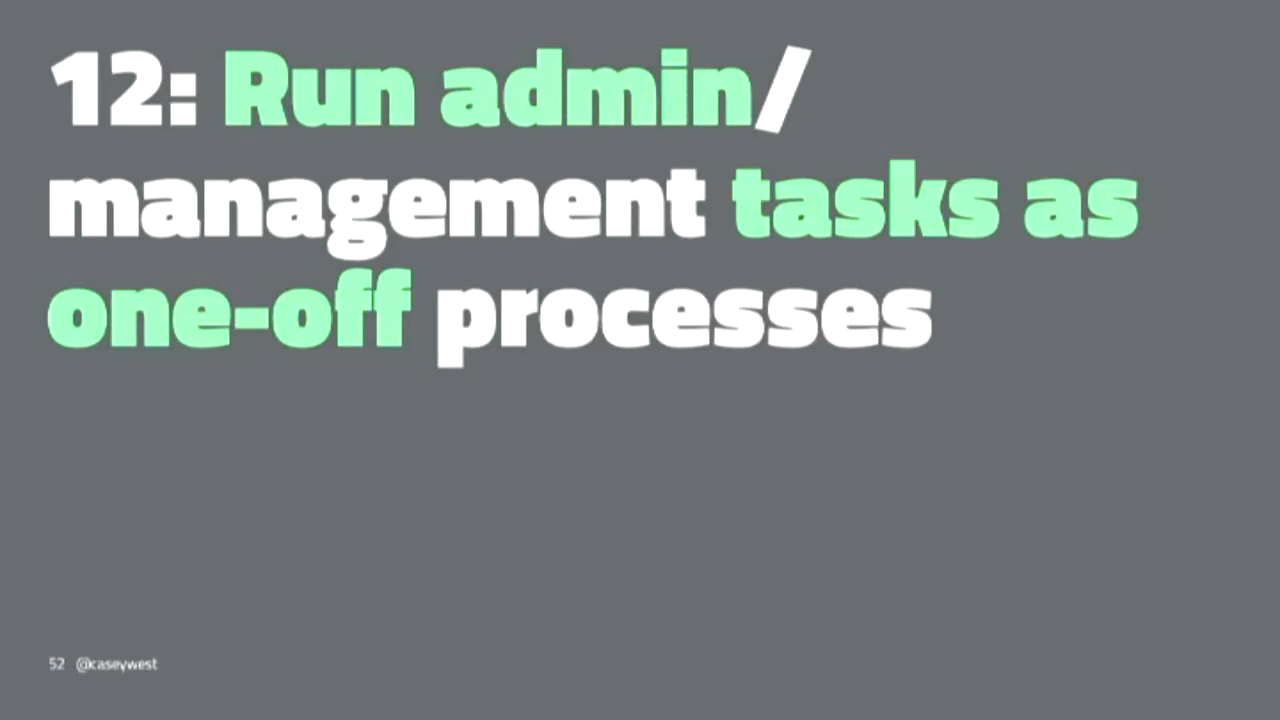 12: Run admin/
management tasks as
one-off processes
52 @caseywest